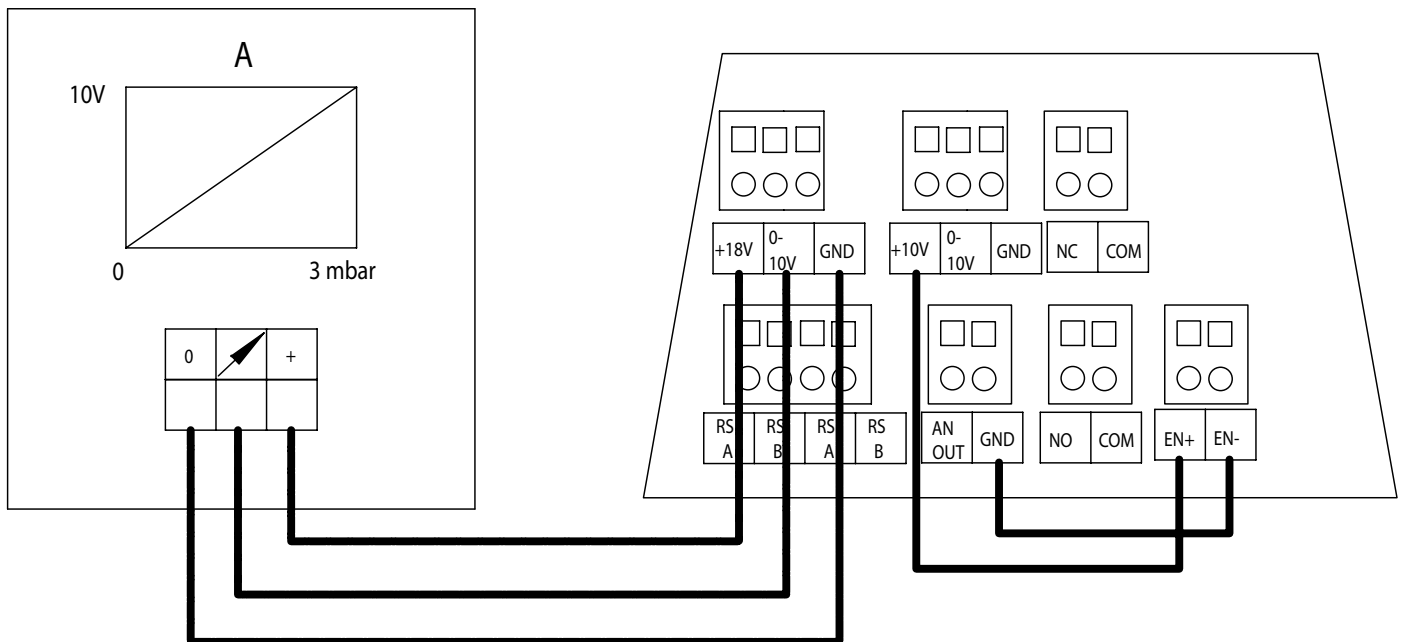 A
10V
0
3 mbar
0 +
+18V 0-10V GND
+10V 0-10V GND
NC COM
RS A RS B RS A RS B
AN OUT GND
NO COM
EN+ EN-